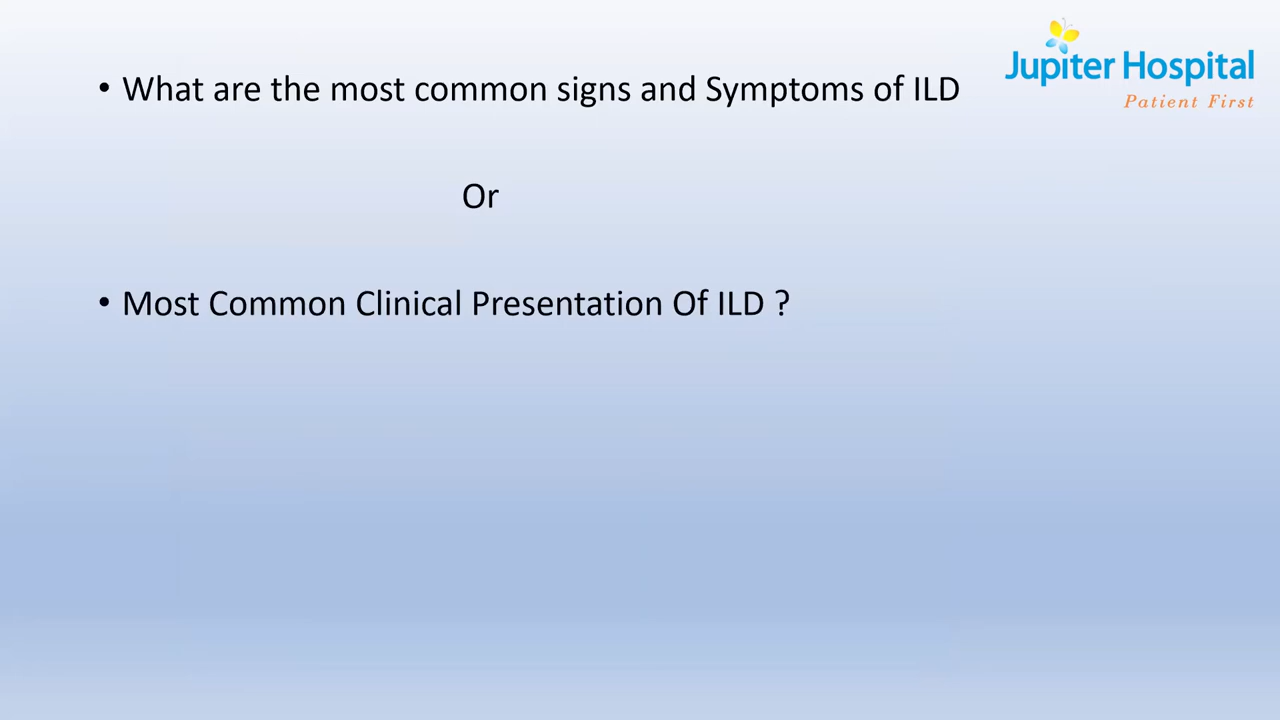 • What are the most common signs and Symptoms of ILD
Jupiter Hospital
Patient First
Or
• Most Common Clinical Presentation Of ILD ?